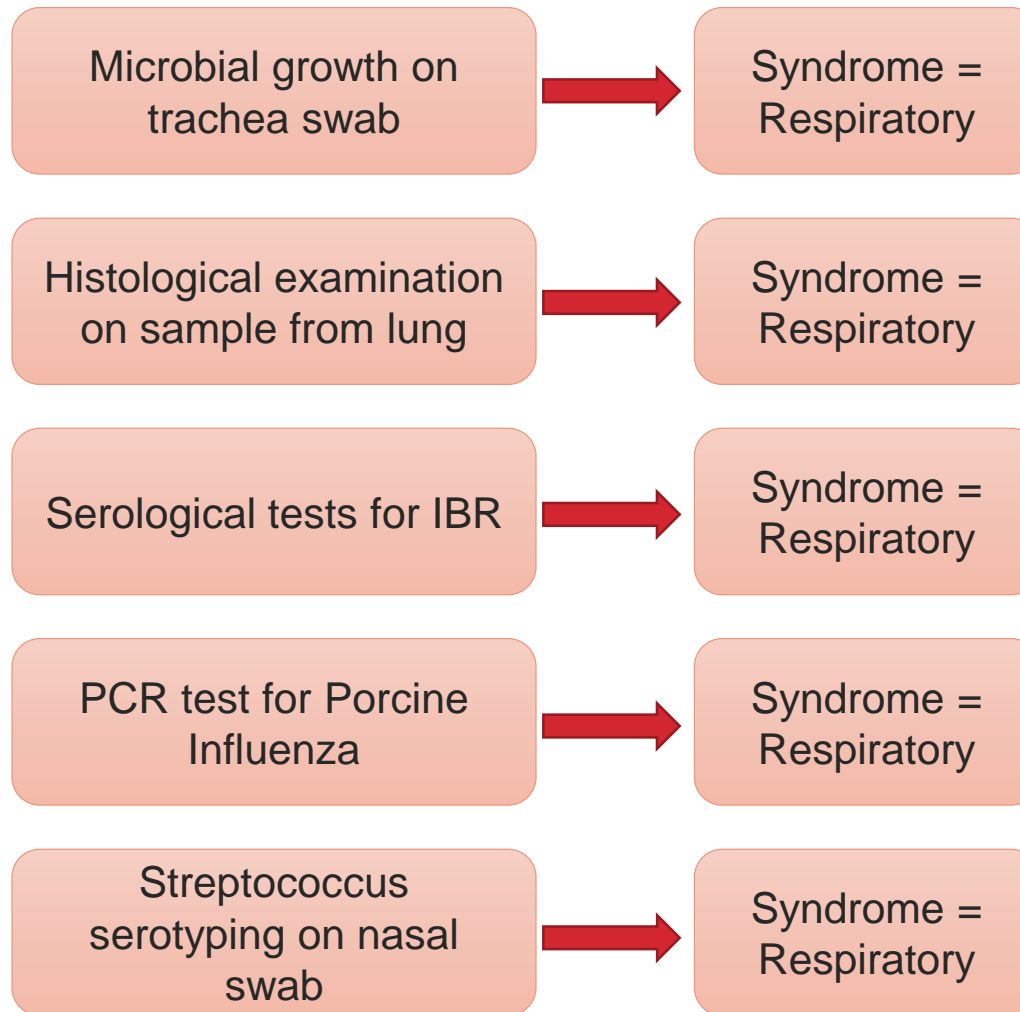 Microbial growth on
trachea swab
Syndrome =
Respiratory
Histological examination
on sample from lung
Syndrome =
Respiratory
Serological tests for IBR
Syndrome =
Respiratory
PCR test for Porcine
Influenza
Syndrome =
Respiratory
Streptococcus
serotyping on nasal
swab
Syndrome =
Respiratory